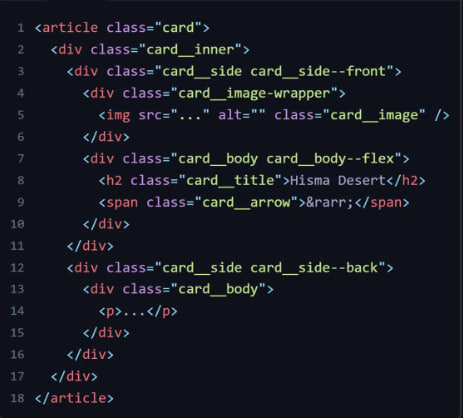 1 <article class="card">
2 <div class="card__inner">
3 <div class="card__side card__side--front">
4 <div class="card__image-wrapper">
5 <img src="..." alt="" class="card__image" />
6 </div>
7 <div class="card__body card__body--flex">
8 <h2 class="card__title">Hisma Desert</h2>
9 <span class="card__arrow">&rarr;</span>
10 </div>
11 </div>
12 <div class="card__side card__side--back">
13 <div class="card__body">
14 <p>...</p>
15 </div>
16 </div>
17 </div>
18 </article>